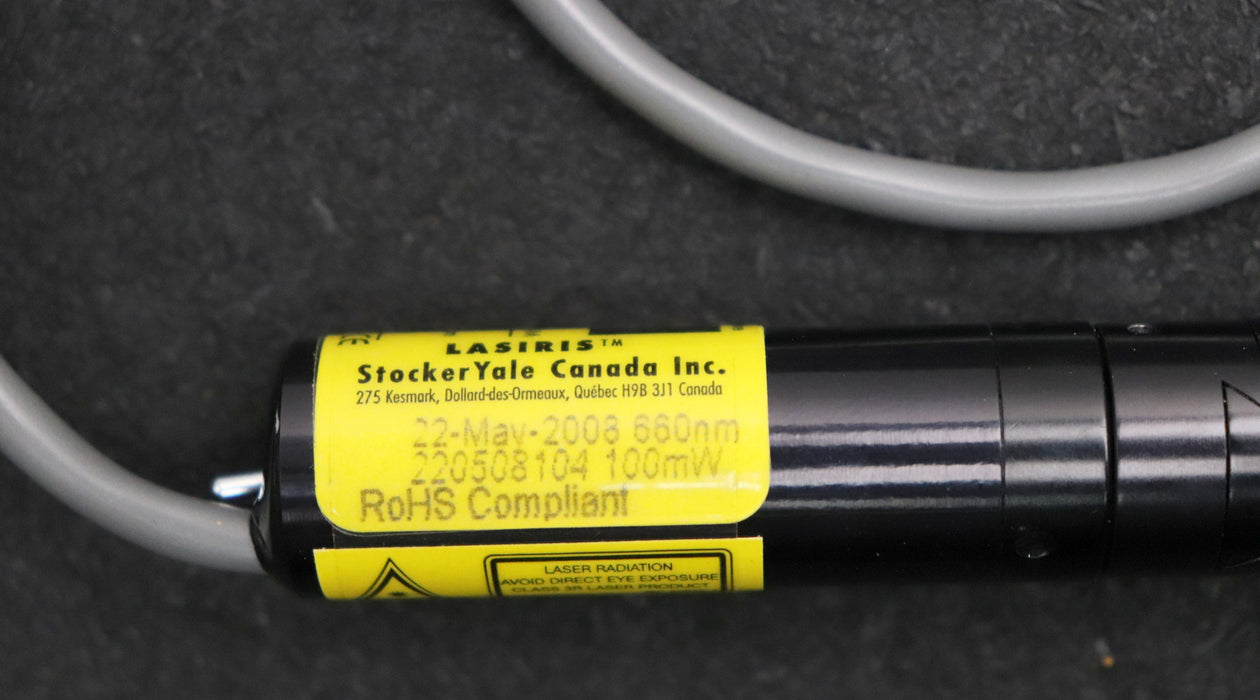 LASIRIS™
StockerYale Canada Inc.
275 Kesmark, Dollard-des-Ormeaux, Québec H9B 3J1 Canada
22-May-2008 660nm
220508104 100mW
RoHS Compliant
LASER RADIATION
AVOID DIRECT EYE EXPOSURE
CLASS 3R LASER PRODUCT